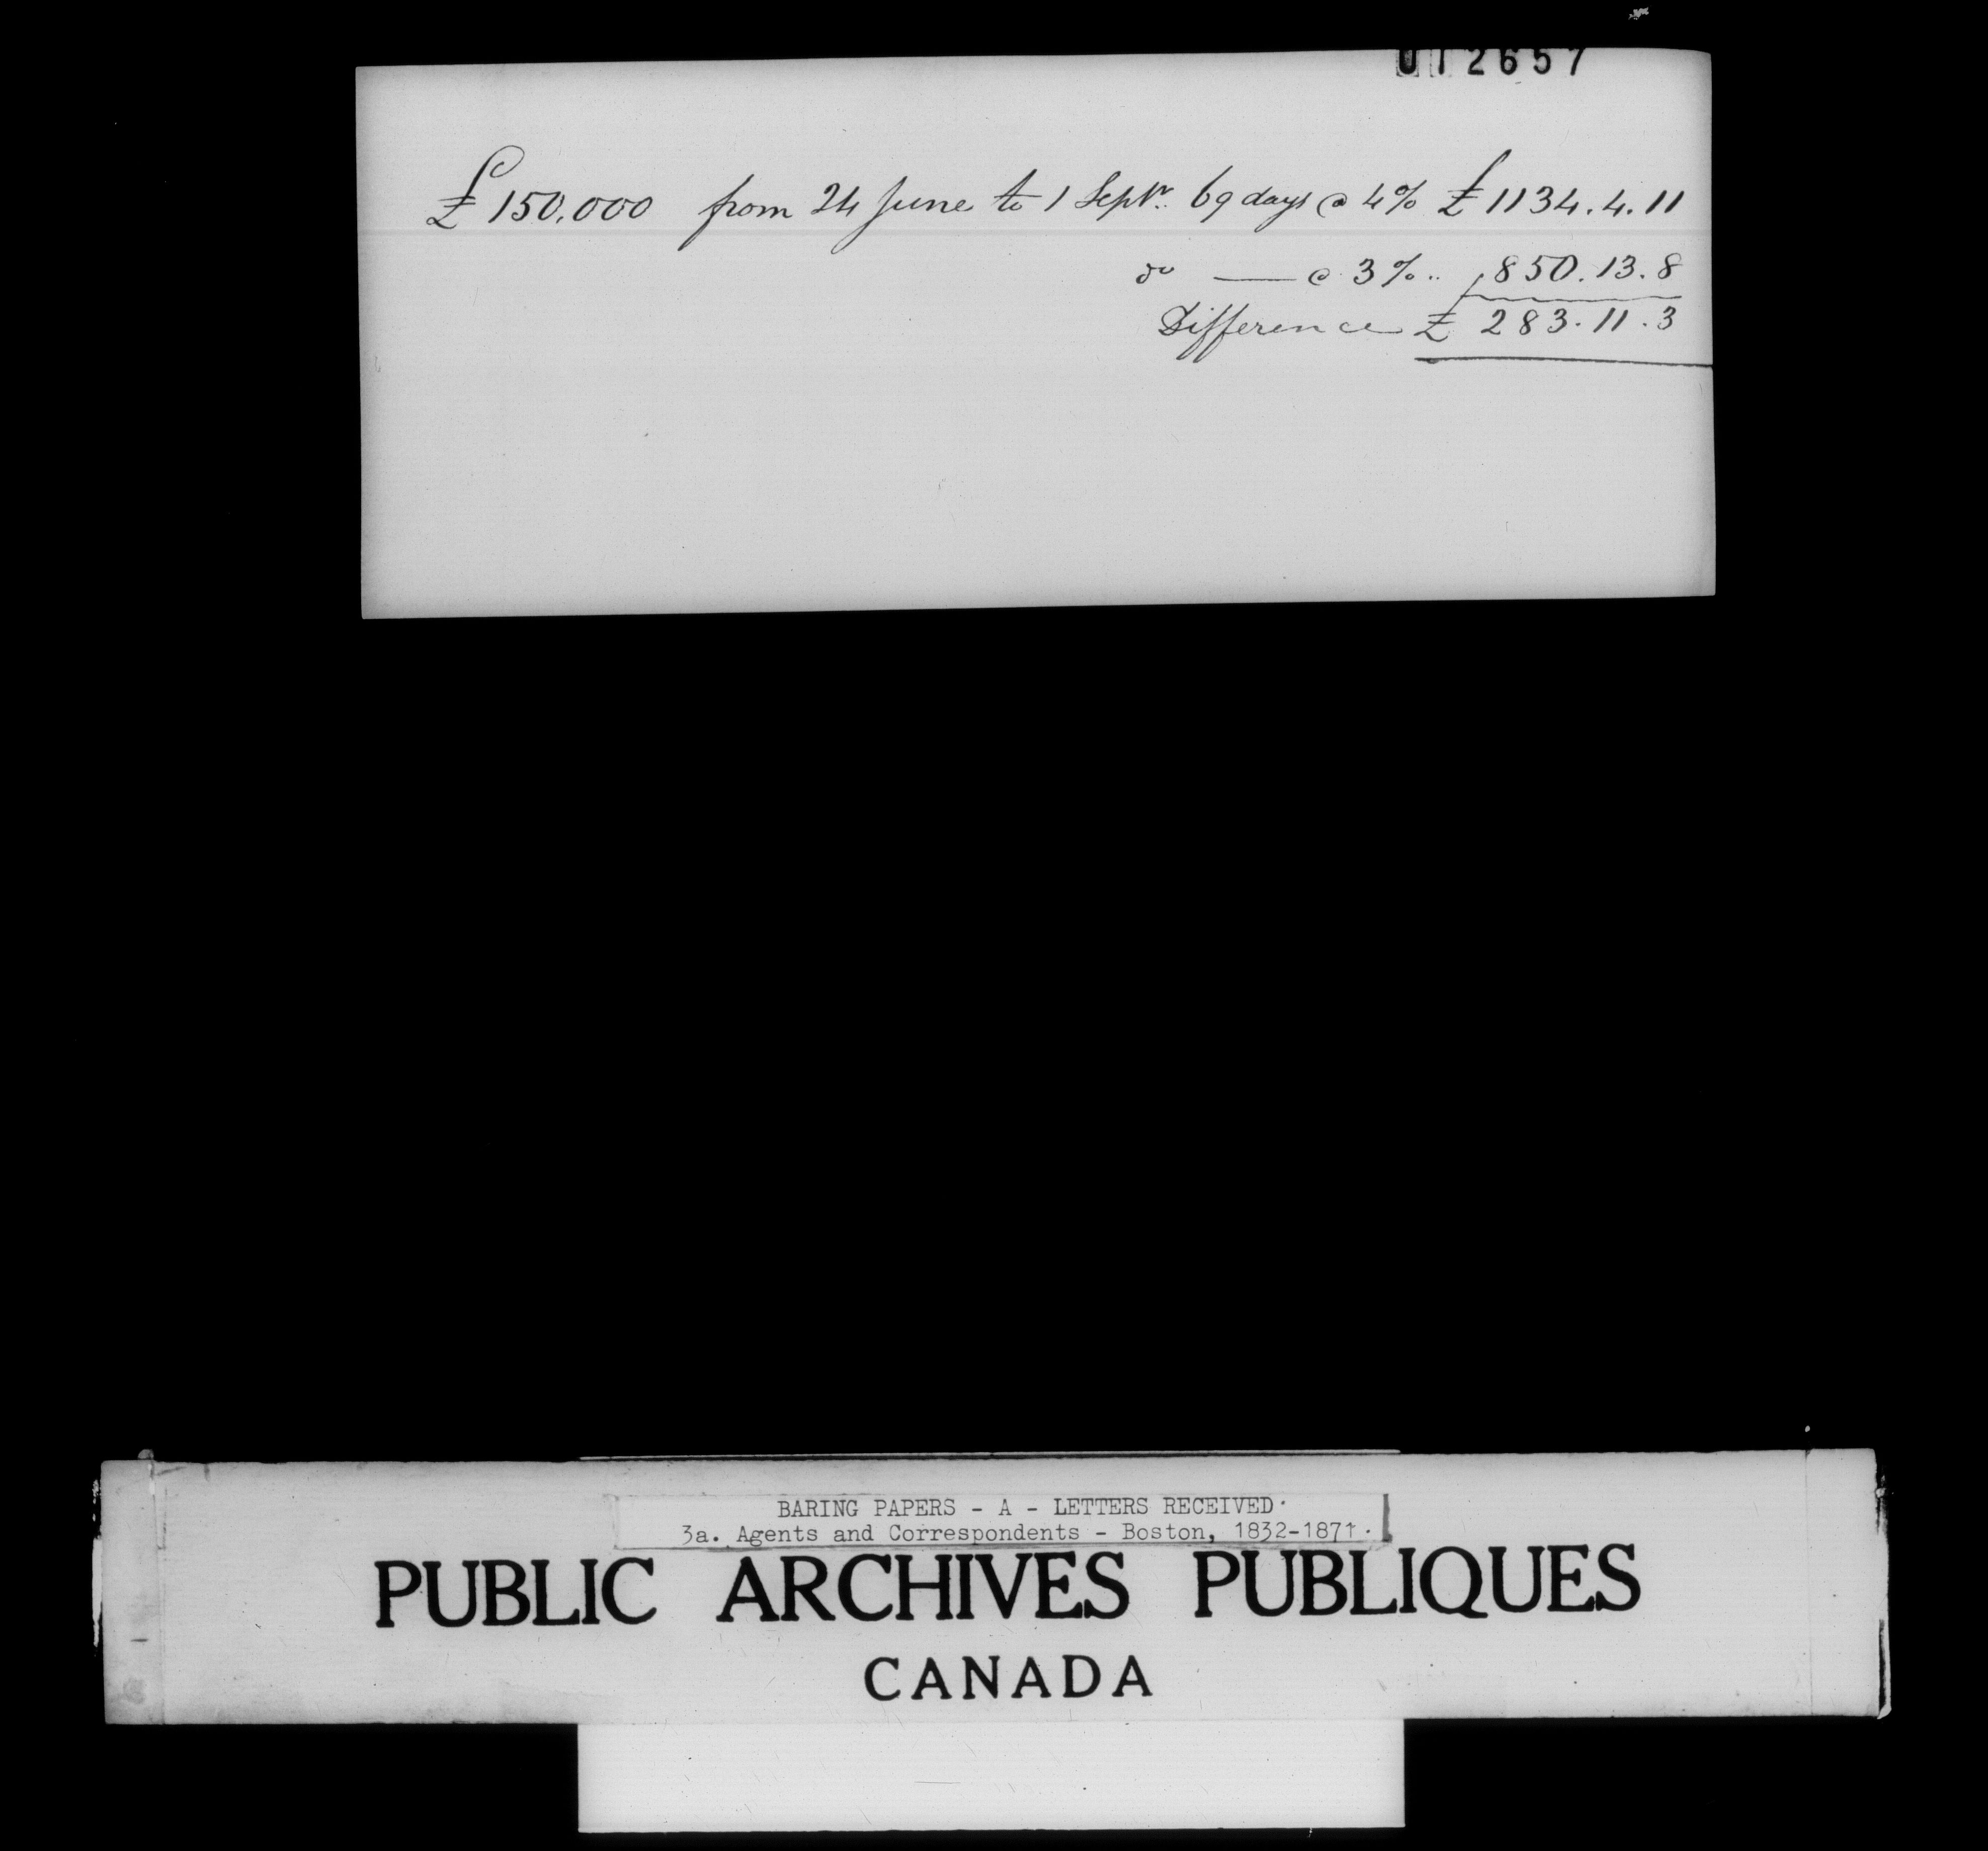 012657
£150,000 from 24 June to 1 Septr. 69 days @ 4% £1134.4.11
do — @ 3% .. 850.13.8
Difference £ 283.11.3
BARING PAPERS - A - LETTERS RECEIVED.
3a. Agents and Correspondents - Boston, 1832-1871.
PUBLIC ARCHIVES PUBLIQUES
CANADA